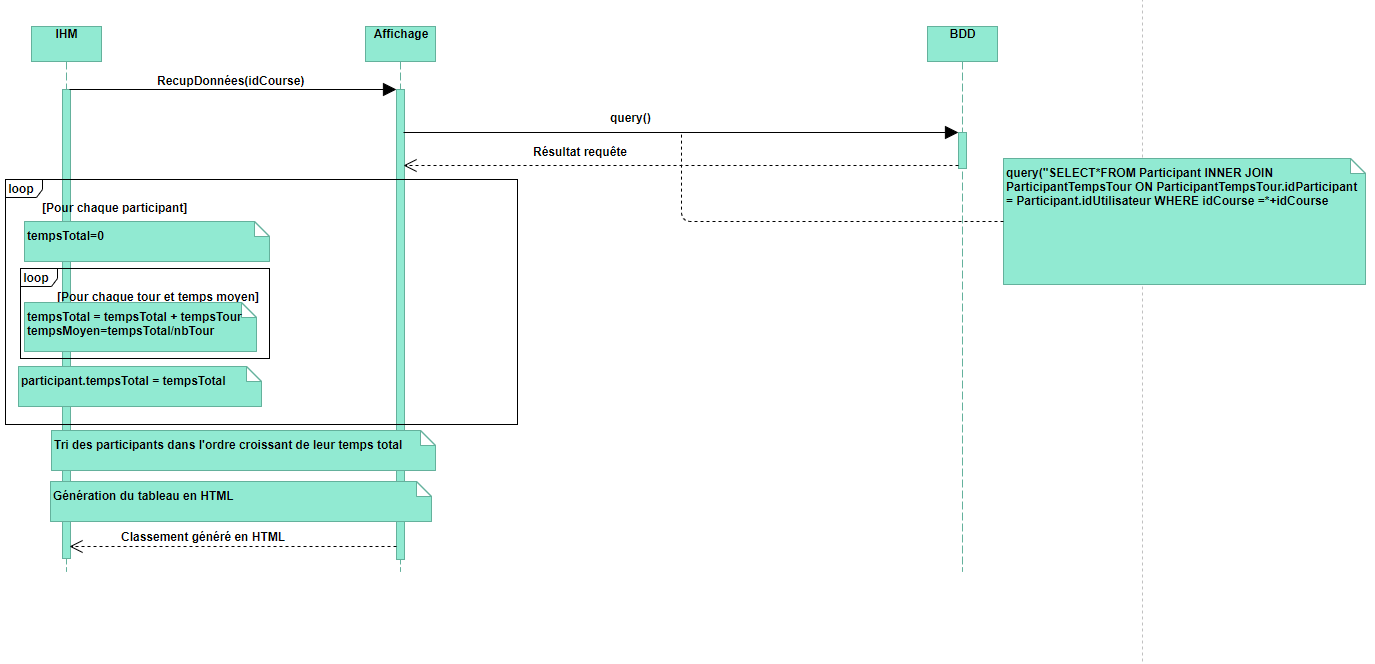 IHM
Affichage
BDD
RecupDonnées(idCourse)
query()
Résultat requête
query("SELECT*FROM Participant INNER JOIN
ParticipantTempsTour ON ParticipantTempsTour.idParticipant
= Participant.idUtilisateur WHERE idCourse =*+idCourse
loop
[Pour chaque participant]
tempsTotal=0
loop
[Pour chaque tour et temps moyen]
tempsTotal = tempsTotal + tempsTour
tempsMoyen=tempsTotal/nbTour
participant.tempsTotal = tempsTotal
Tri des participants dans l'ordre croissant de leur temps total
Génération du tableau en HTML
Classement généré en HTML